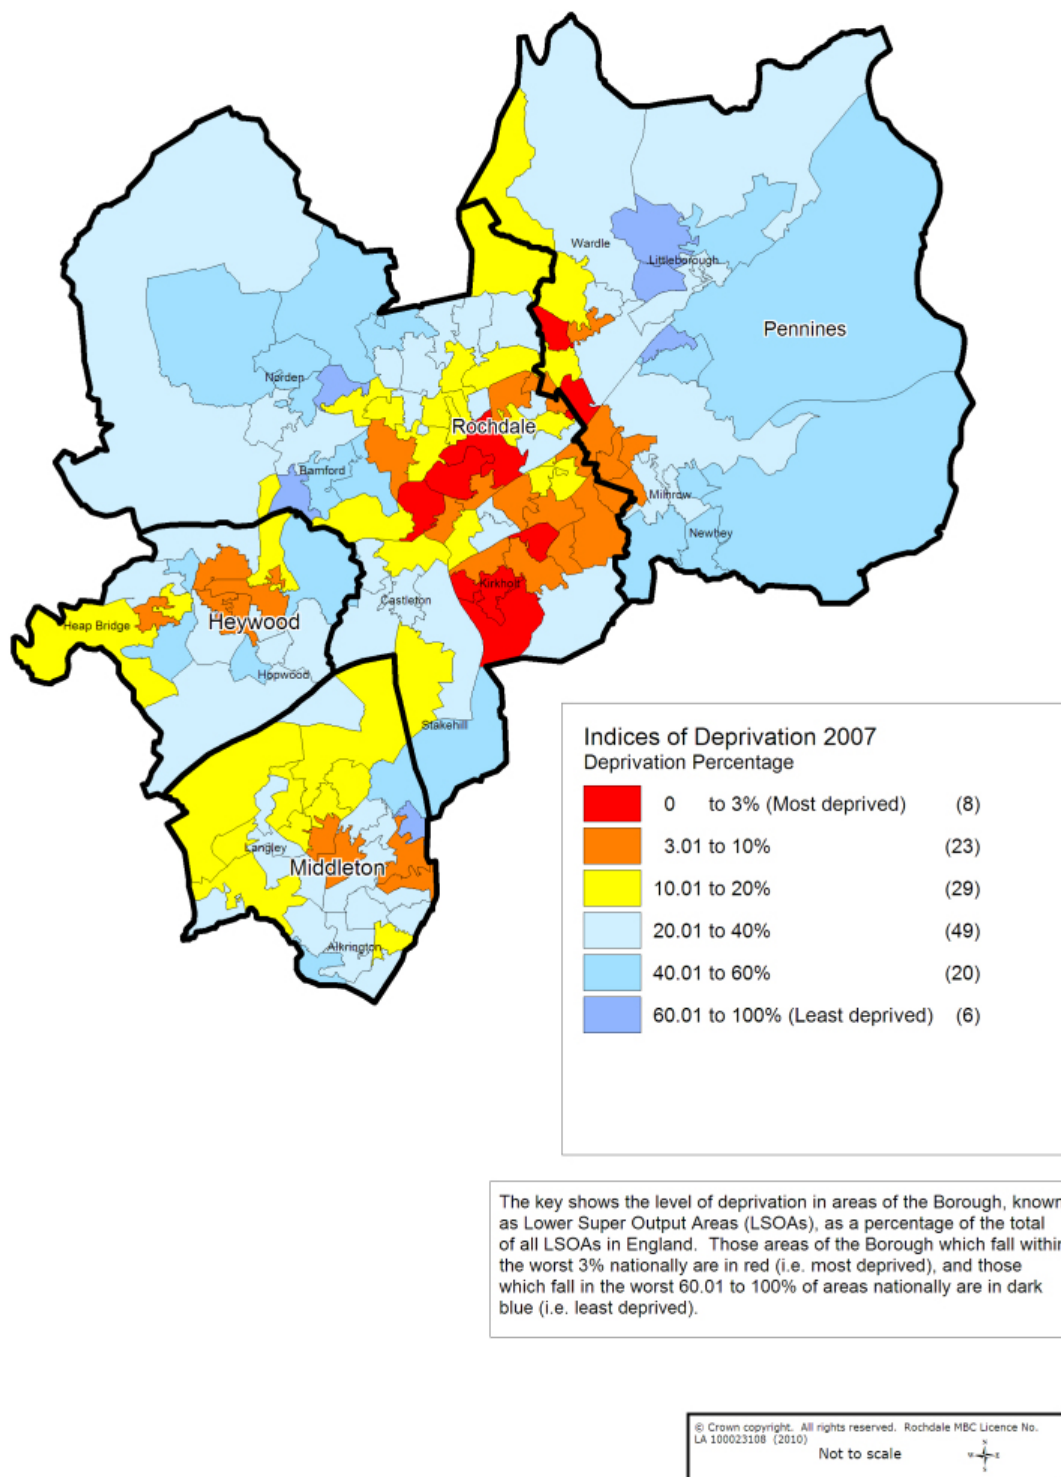 Wardle
Littleborough
Pennines
Norden
Rochdale
Bamford
Milnrow
Newhey
Kirkholt
Castleton
Heap Bridge
Heywood
Hopwood
Stakehill
Langley
Middleton
Alkrington
Indices of Deprivation 2007
Deprivation Percentage
0 to 3% (Most deprived) (8)
3.01 to 10% (23)
10.01 to 20% (29)
20.01 to 40% (49)
40.01 to 60% (20)
60.01 to 100% (Least deprived) (6)
The key shows the level of deprivation in areas of the Borough, known
as Lower Super Output Areas (LSOAs), as a percentage of the total
of all LSOAs in England. Those areas of the Borough which fall within
the worst 3% nationally are in red (i.e. most deprived), and those
which fall in the worst 60.01 to 100% of areas nationally are in dark
blue (i.e. least deprived).
© Crown copyright. All rights reserved. Rochdale MBC Licence No.
LA 100023108 (2010)
Not to scale
N
W E
S